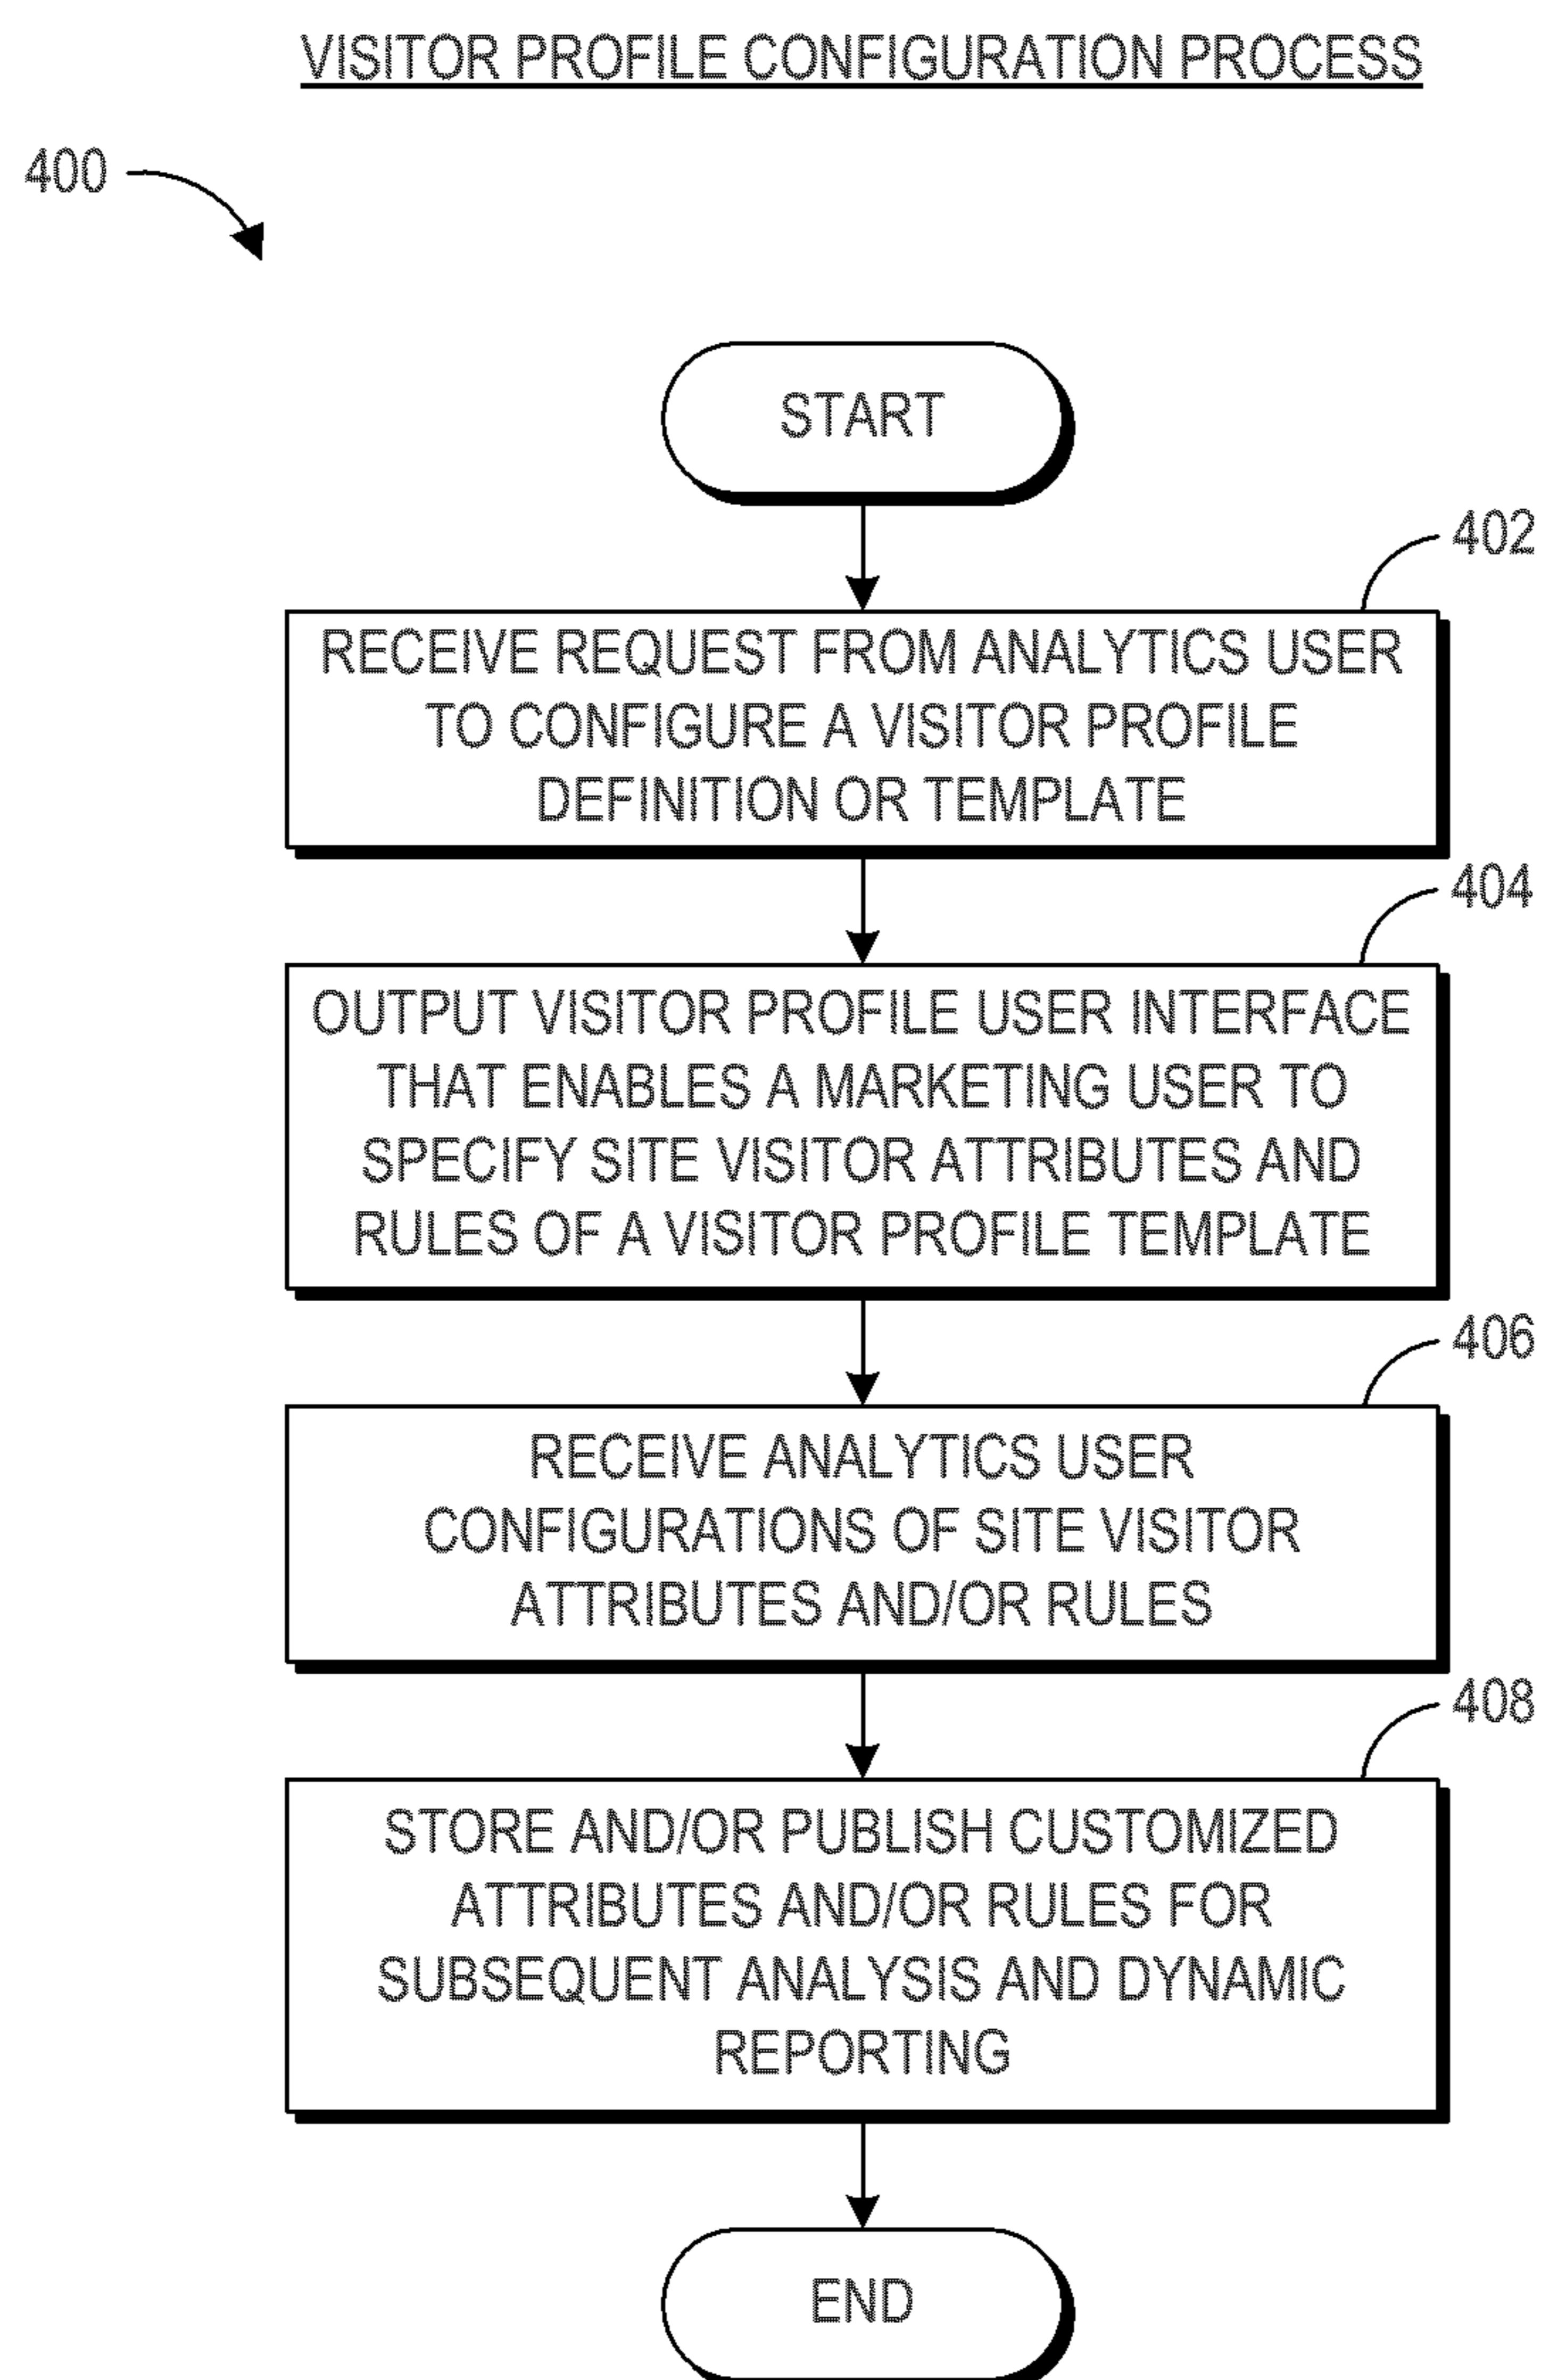 VISITOR PROFILE CONFIGURATION PROCESS
400
START
402
RECEIVE REQUEST FROM ANALYTICS USER
TO CONFIGURE A VISITOR PROFILE
DEFINITION OR TEMPLATE
404
OUTPUT VISITOR PROFILE USER INTERFACE
THAT ENABLES A MARKETING USER TO
SPECIFY SITE VISITOR ATTRIBUTES AND
RULES OF A VISITOR PROFILE TEMPLATE
406
RECEIVE ANALYTICS USER
CONFIGURATIONS OF SITE VISITOR
ATTRIBUTES AND/OR RULES
408
STORE AND/OR PUBLISH CUSTOMIZED
ATTRIBUTES AND/OR RULES FOR
SUBSEQUENT ANALYSIS AND DYNAMIC
REPORTING
END